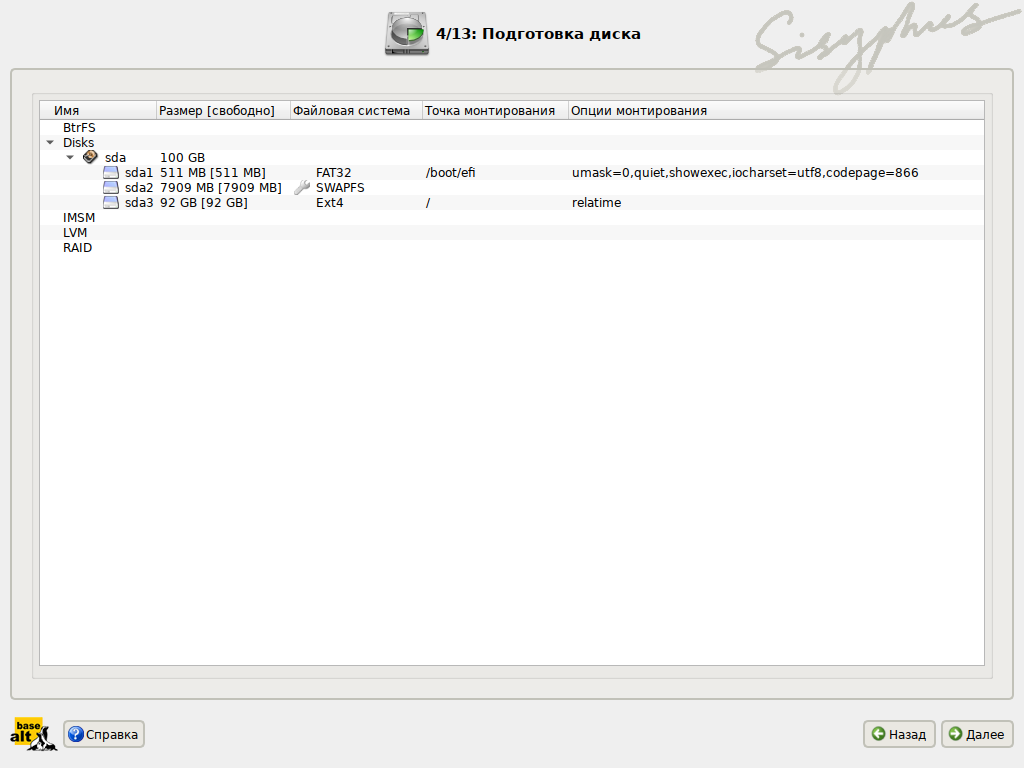 4/13: Подготовка диска
Sisyphus
Имя Размер [свободно] Файловая система Точка монтирования Опции монтирования
BtrFS
Disks
sda 100 GB
sda1 511 MB [511 MB] FAT32 /boot/efi umask=0,quiet,showexec,iocharset=utf8,codepage=866
sda2 7909 MB [7909 MB] SWAPFS
sda3 92 GB [92 GB] Ext4 / relatime
IMSM
LVM
RAID
base
alt
Справка Назад Далее